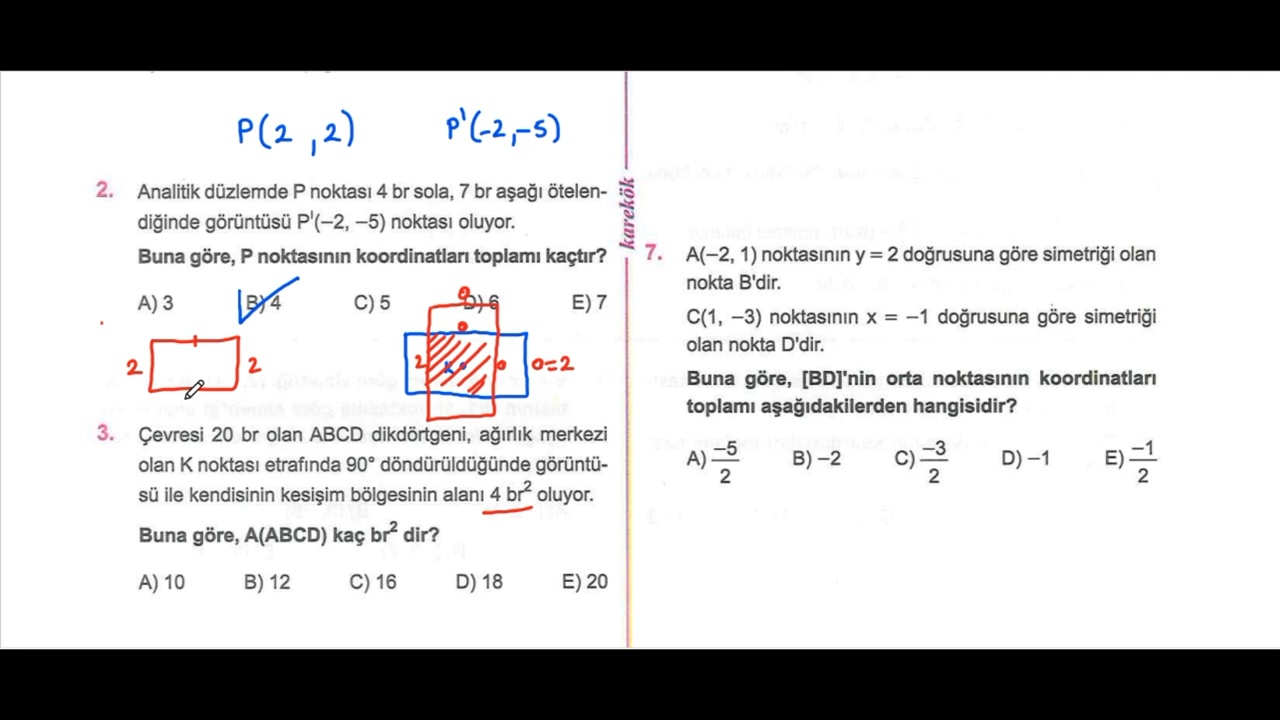 P(2 , 2) P'(-2, -5)
2. Analitik düzlemde P noktası 4 br sola, 7 br aşağı ötelen-
diğinde görüntüsü P'(−2, −5) noktası oluyor.
Buna göre, P noktasının koordinatları toplamı kaçtır?
A) 3 B) 4 C) 5 D) 6 E) 7
2 2
a
a
2 K a a=2
3. Çevresi 20 br olan ABCD dikdörtgeni, ağırlık merkezi
olan K noktası etrafında 90° döndürüldüğünde görüntü-
sü ile kendisinin kesişim bölgesinin alanı 4 br² oluyor.
Buna göre, A(ABCD) kaç br² dir?
A) 10 B) 12 C) 16 D) 18 E) 20
karekök
7. A(−2, 1) noktasının y = 2 doğrusuna göre simetriği olan
nokta B'dir.
C(1, −3) noktasının x = −1 doğrusuna göre simetriği
olan nokta D'dir.
Buna göre, [BD]'nin orta noktasının koordinatları
toplamı aşağıdakilerden hangisidir?
A) −5/2 B) −2 C) −3/2 D) −1 E) −1/2